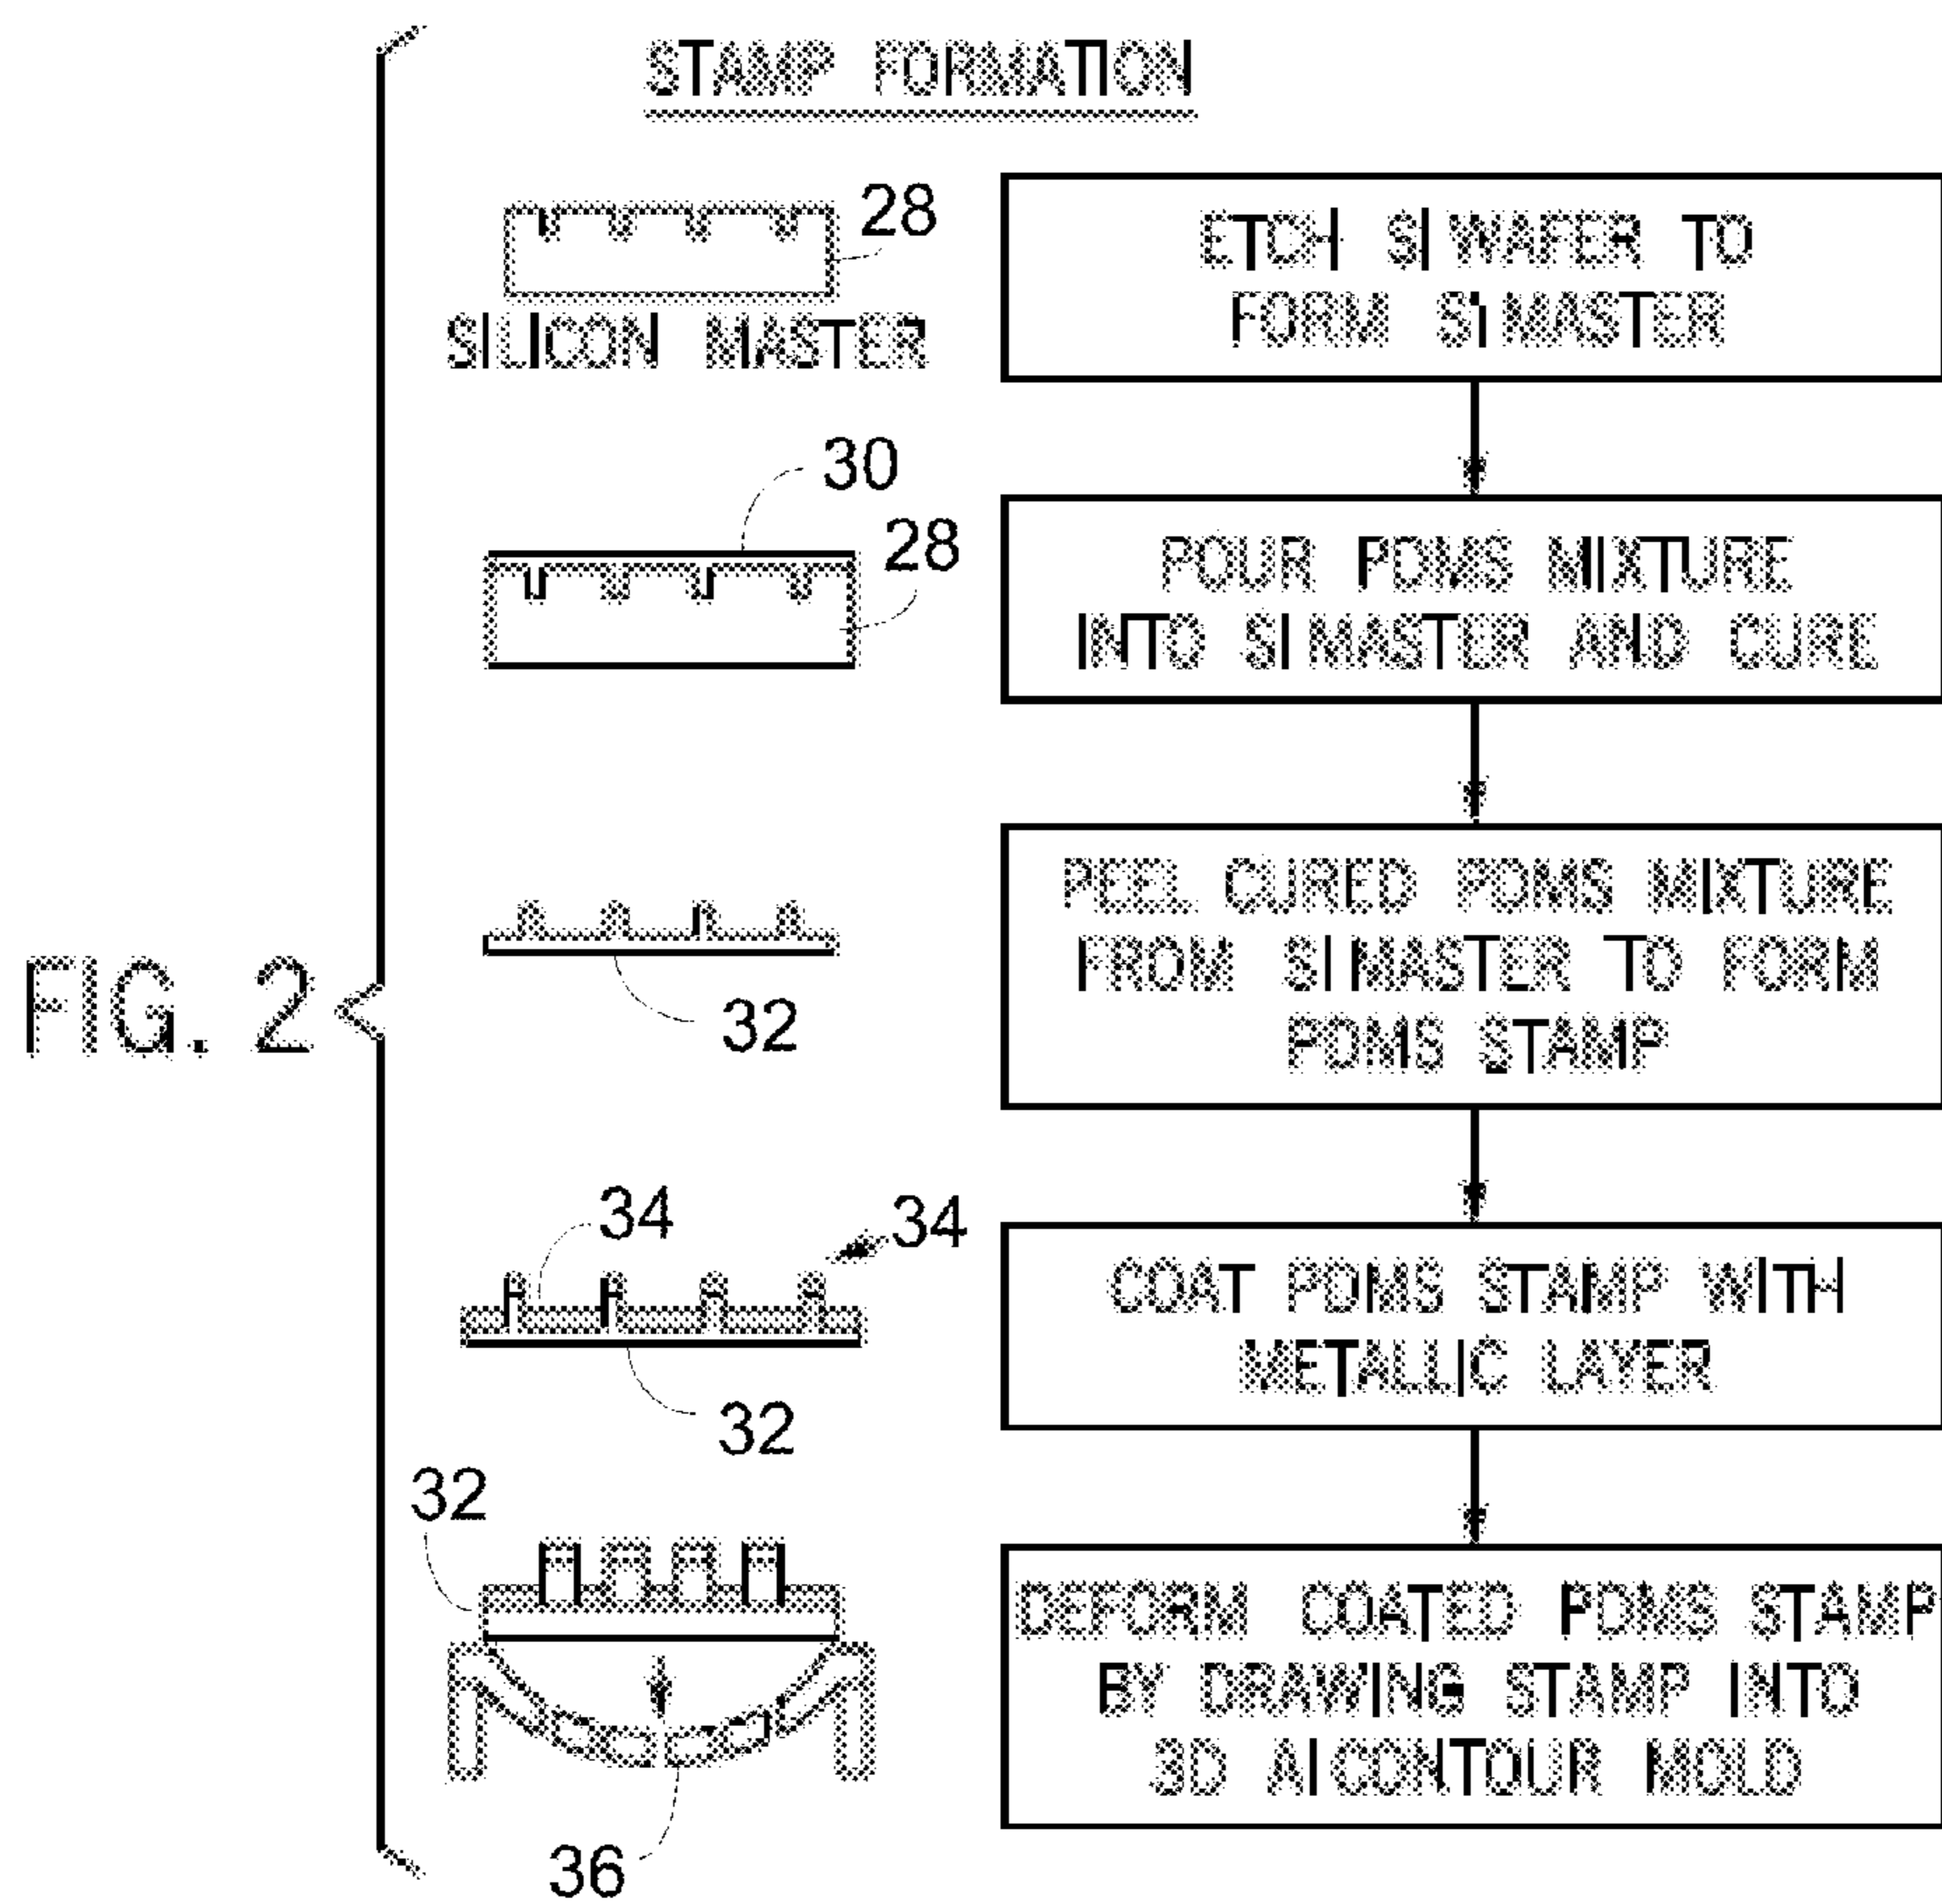 STAMP FORMATION
28
SILICON MASTER
ETCH SI WAFER TO
FORM SI MASTER
30
28
POUR PDMS MIXTURE
INTO SI MASTER AND CURE
FIG. 2
32
PEEL CURED PDMS MIXTURE
FROM SI MASTER TO FORM
PDMS STAMP
34
34
32
COAT PDMS STAMP WITH
METALLIC LAYER
32
36
DEFORM COATED PDMS STAMP
BY DRAWING STAMP INTO
3D Al CONTOUR MOLD